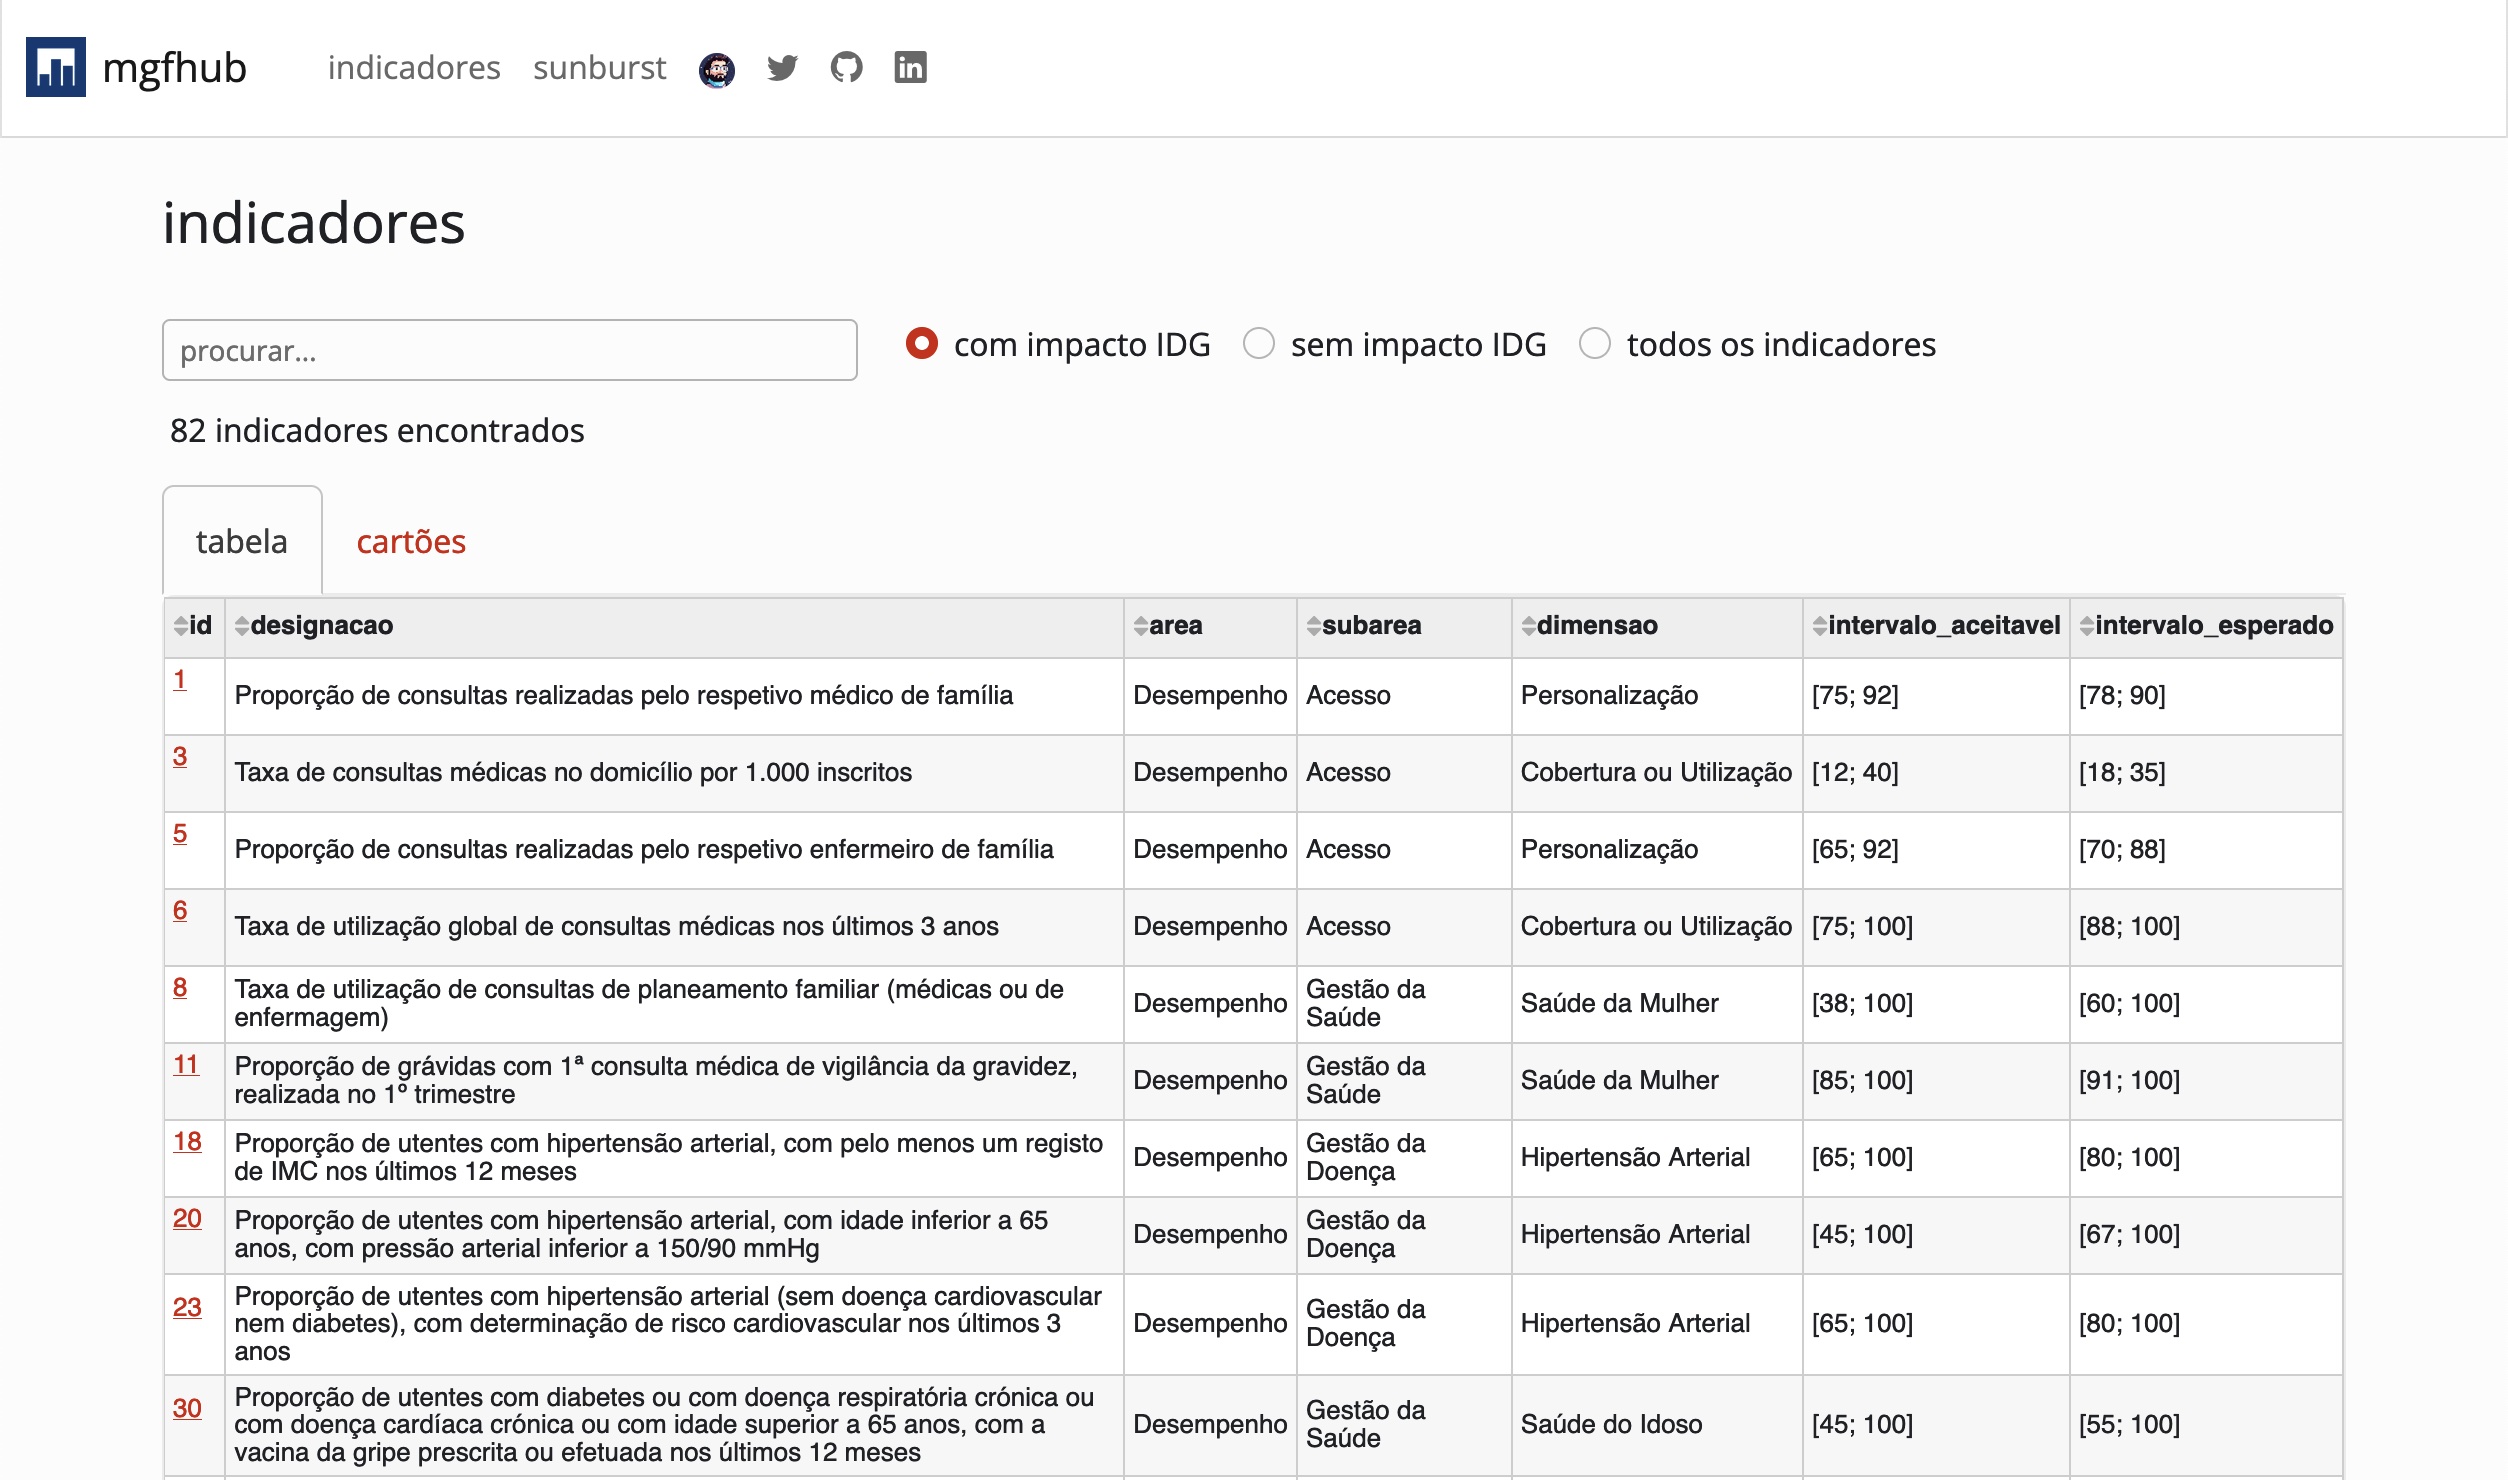 mgfhub indicadores sunburst
indicadores
procurar...
com impacto IDG sem impacto IDG todos os indicadores
82 indicadores encontrados
tabela cartões
id designacao area subarea dimensao intervalo_aceitavel intervalo_esperado
1 Proporção de consultas realizadas pelo respetivo médico de família Desempenho Acesso Personalização [75; 92] [78; 90]
3 Taxa de consultas médicas no domicílio por 1.000 inscritos Desempenho Acesso Cobertura ou Utilização [12; 40] [18; 35]
5 Proporção de consultas realizadas pelo respetivo enfermeiro de família Desempenho Acesso Personalização [65; 92] [70; 88]
6 Taxa de utilização global de consultas médicas nos últimos 3 anos Desempenho Acesso Cobertura ou Utilização [75; 100] [88; 100]
8 Taxa de utilização de consultas de planeamento familiar (médicas ou de
enfermagem) Desempenho Gestão da
Saúde Saúde da Mulher [38; 100] [60; 100]
11 Proporção de grávidas com 1ª consulta médica de vigilância da gravidez,
realizada no 1º trimestre Desempenho Gestão da
Saúde Saúde da Mulher [85; 100] [91; 100]
18 Proporção de utentes com hipertensão arterial, com pelo menos um registo
de IMC nos últimos 12 meses Desempenho Gestão da
Doença Hipertensão Arterial [65; 100] [80; 100]
20 Proporção de utentes com hipertensão arterial, com idade inferior a 65
anos, com pressão arterial inferior a 150/90 mmHg Desempenho Gestão da
Doença Hipertensão Arterial [45; 100] [67; 100]
23 Proporção de utentes com hipertensão arterial (sem doença cardiovascular
nem diabetes), com determinação de risco cardiovascular nos últimos 3
anos Desempenho Gestão da
Doença Hipertensão Arterial [65; 100] [80; 100]
30 Proporção de utentes com diabetes ou com doença respiratória crónica ou
com doença cardíaca crónica ou com idade superior a 65 anos, com a
vacina da gripe prescrita ou efetuada nos últimos 12 meses Desempenho Gestão da
Saúde Saúde do Idoso [45; 100] [55; 100]